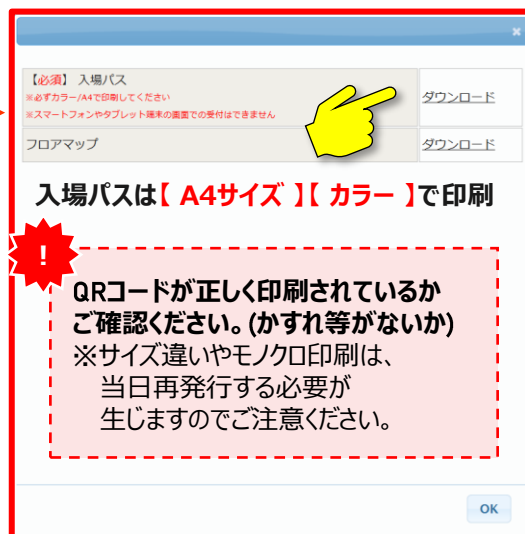 ×
【必須】 入場パス
※必ずカラー/A4で印刷してください
※スマートフォンやタブレット端末の画面での受付はできません
ダウンロード
フロアマップ
ダウンロード
入場パスは【 A4サイズ 】【 カラー 】で印刷
!
QRコードが正しく印刷されているか
ご確認ください。(かすれ等がないか)
※サイズ違いやモノクロ印刷は、
当日再発行する必要が
生じますのでご注意ください。
OK